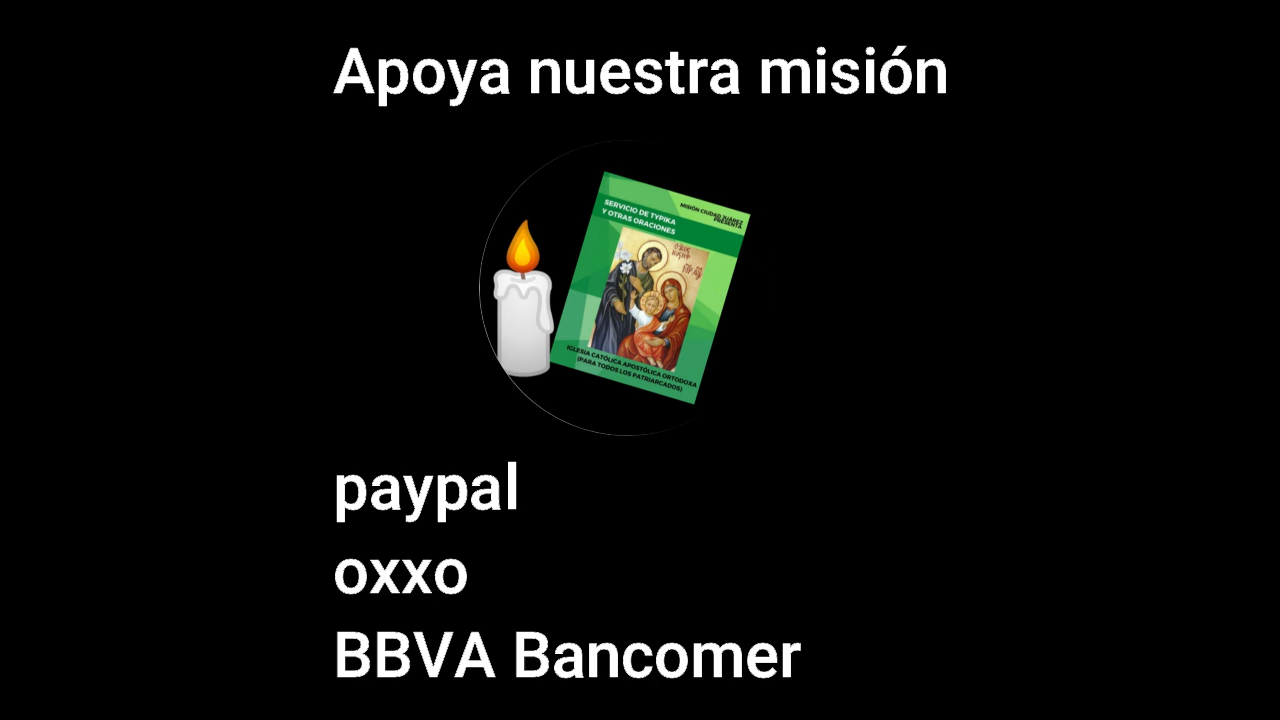 Apoya nuestra misión
MISIÓN CIUDAD JUÁREZ
PRESENTA
SERVICIO DE TYPIKA
Y OTRAS ORACIONES
IGLESIA CATÓLICA APOSTÓLICA ORTODOXA
(PARA TODOS LOS PATRIARCADOS)
paypal
oxxo
BBVA Bancomer